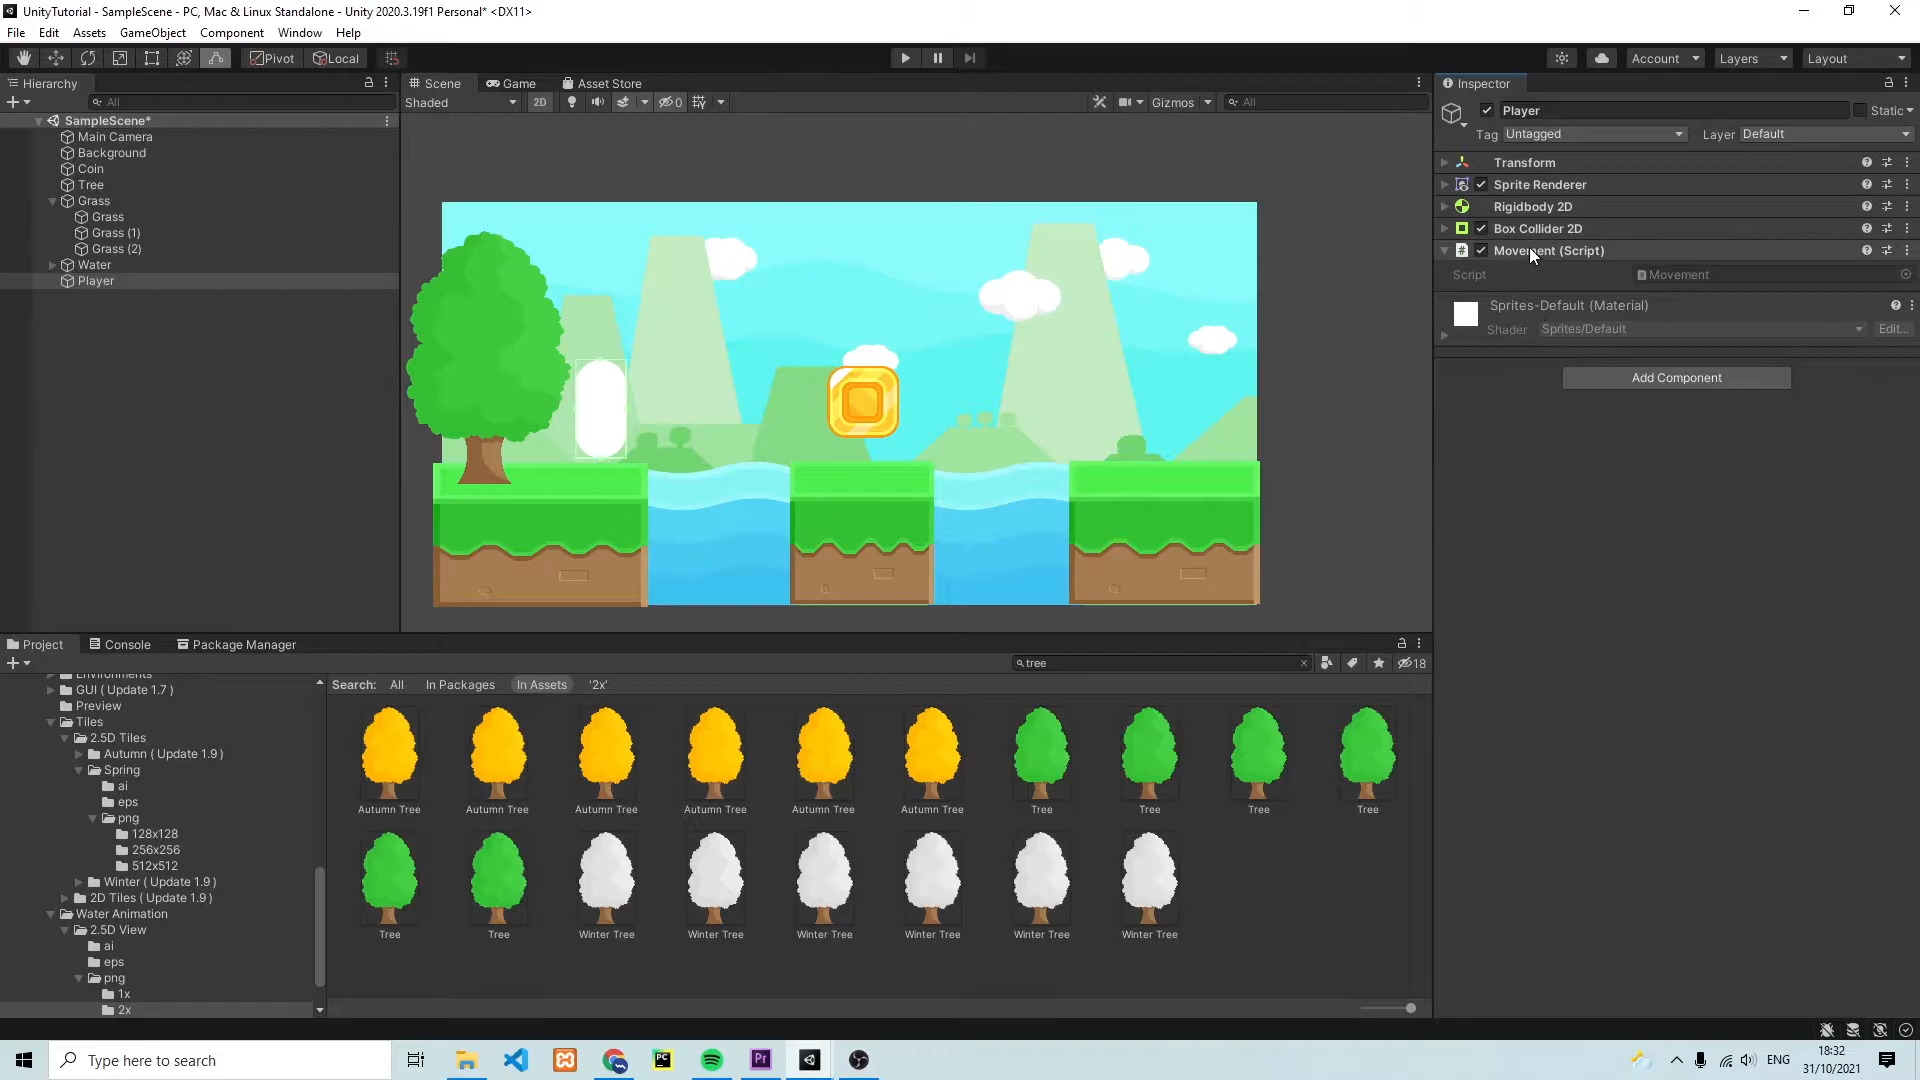 UnityTutorial - SampleScene - PC, Mac & Linux Standalone - Unity 2020.3.19f1 Personal* <DX11>
File Edit Assets GameObject Component Window Help
Pivot Local Account Layers Layout
Hierarchy
All
SampleScene*
Main Camera
Background
Coin
Tree
Grass
Grass
Grass (1)
Grass (2)
Water
Player
Scene Game Asset Store
Shaded 2D 0 Gizmos All
Inspector
Player Static
Tag Untagged Layer Default
Transform
Sprite Renderer
Rigidbody 2D
Box Collider 2D
Movement (Script)
Script Movement
Sprites-Default (Material)
Shader Sprites/Default Edit...
Add Component
Project Console Package Manager
tree 18
Environments
GUI ( Update 1.7 )
Preview
Tiles
2.5D Tiles
Autumn ( Update 1.9 )
Spring
ai
eps
png
128x128
256x256
512x512
Winter ( Update 1.9 )
2D Tiles ( Update 1.9 )
Water Animation
2.5D View
ai
eps
png
1x
2x
Search: All In Packages In Assets '2x'
Autumn Tree Autumn Tree Autumn Tree Autumn Tree Autumn Tree Autumn Tree Tree Tree Tree Tree
Tree Tree Winter Tree Winter Tree Winter Tree Winter Tree Winter Tree Winter Tree
Type here to search
PC
Pr
ENG
18:32
31/10/2021